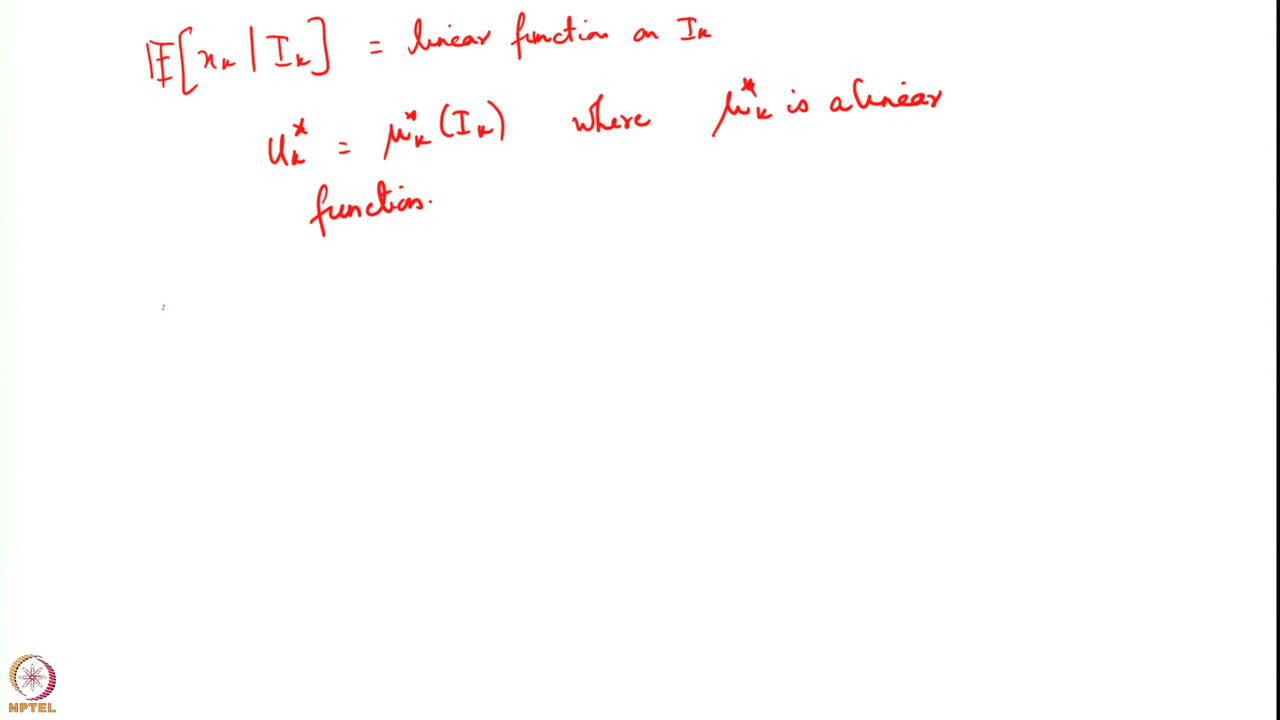 𝔼[x_k | I_k] = linear function on I_k
u_k^* = μ_k^*(I_k) where μ_k^* is a linear
function.
NPTEL